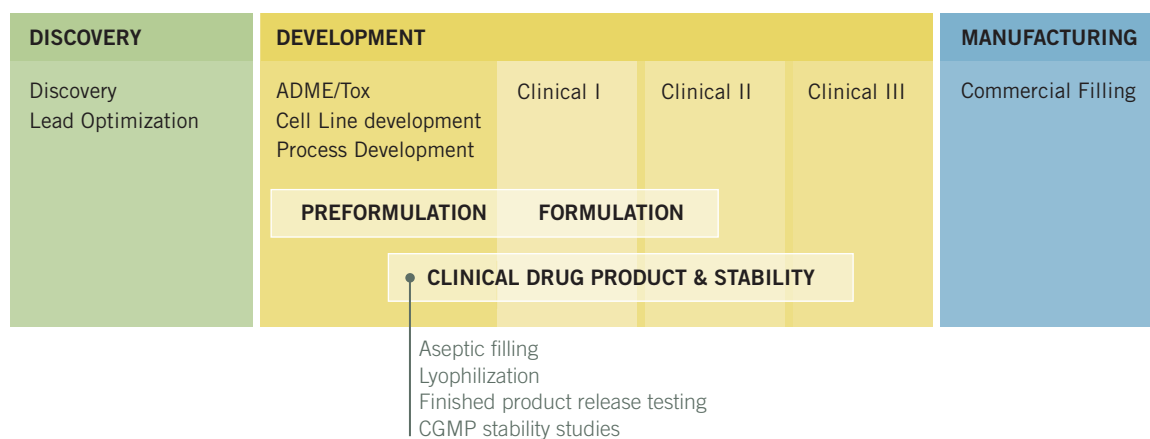 DISCOVERY
Discovery
Lead Optimization
DEVELOPMENT
ADME/Tox
Cell Line development
Process Development
Clinical I
Clinical II
Clinical III
PREFORMULATION
FORMULATION
CLINICAL DRUG PRODUCT & STABILITY
Aseptic filling
Lyophilization
Finished product release testing
CGMP stability studies
MANUFACTURING
Commercial Filling